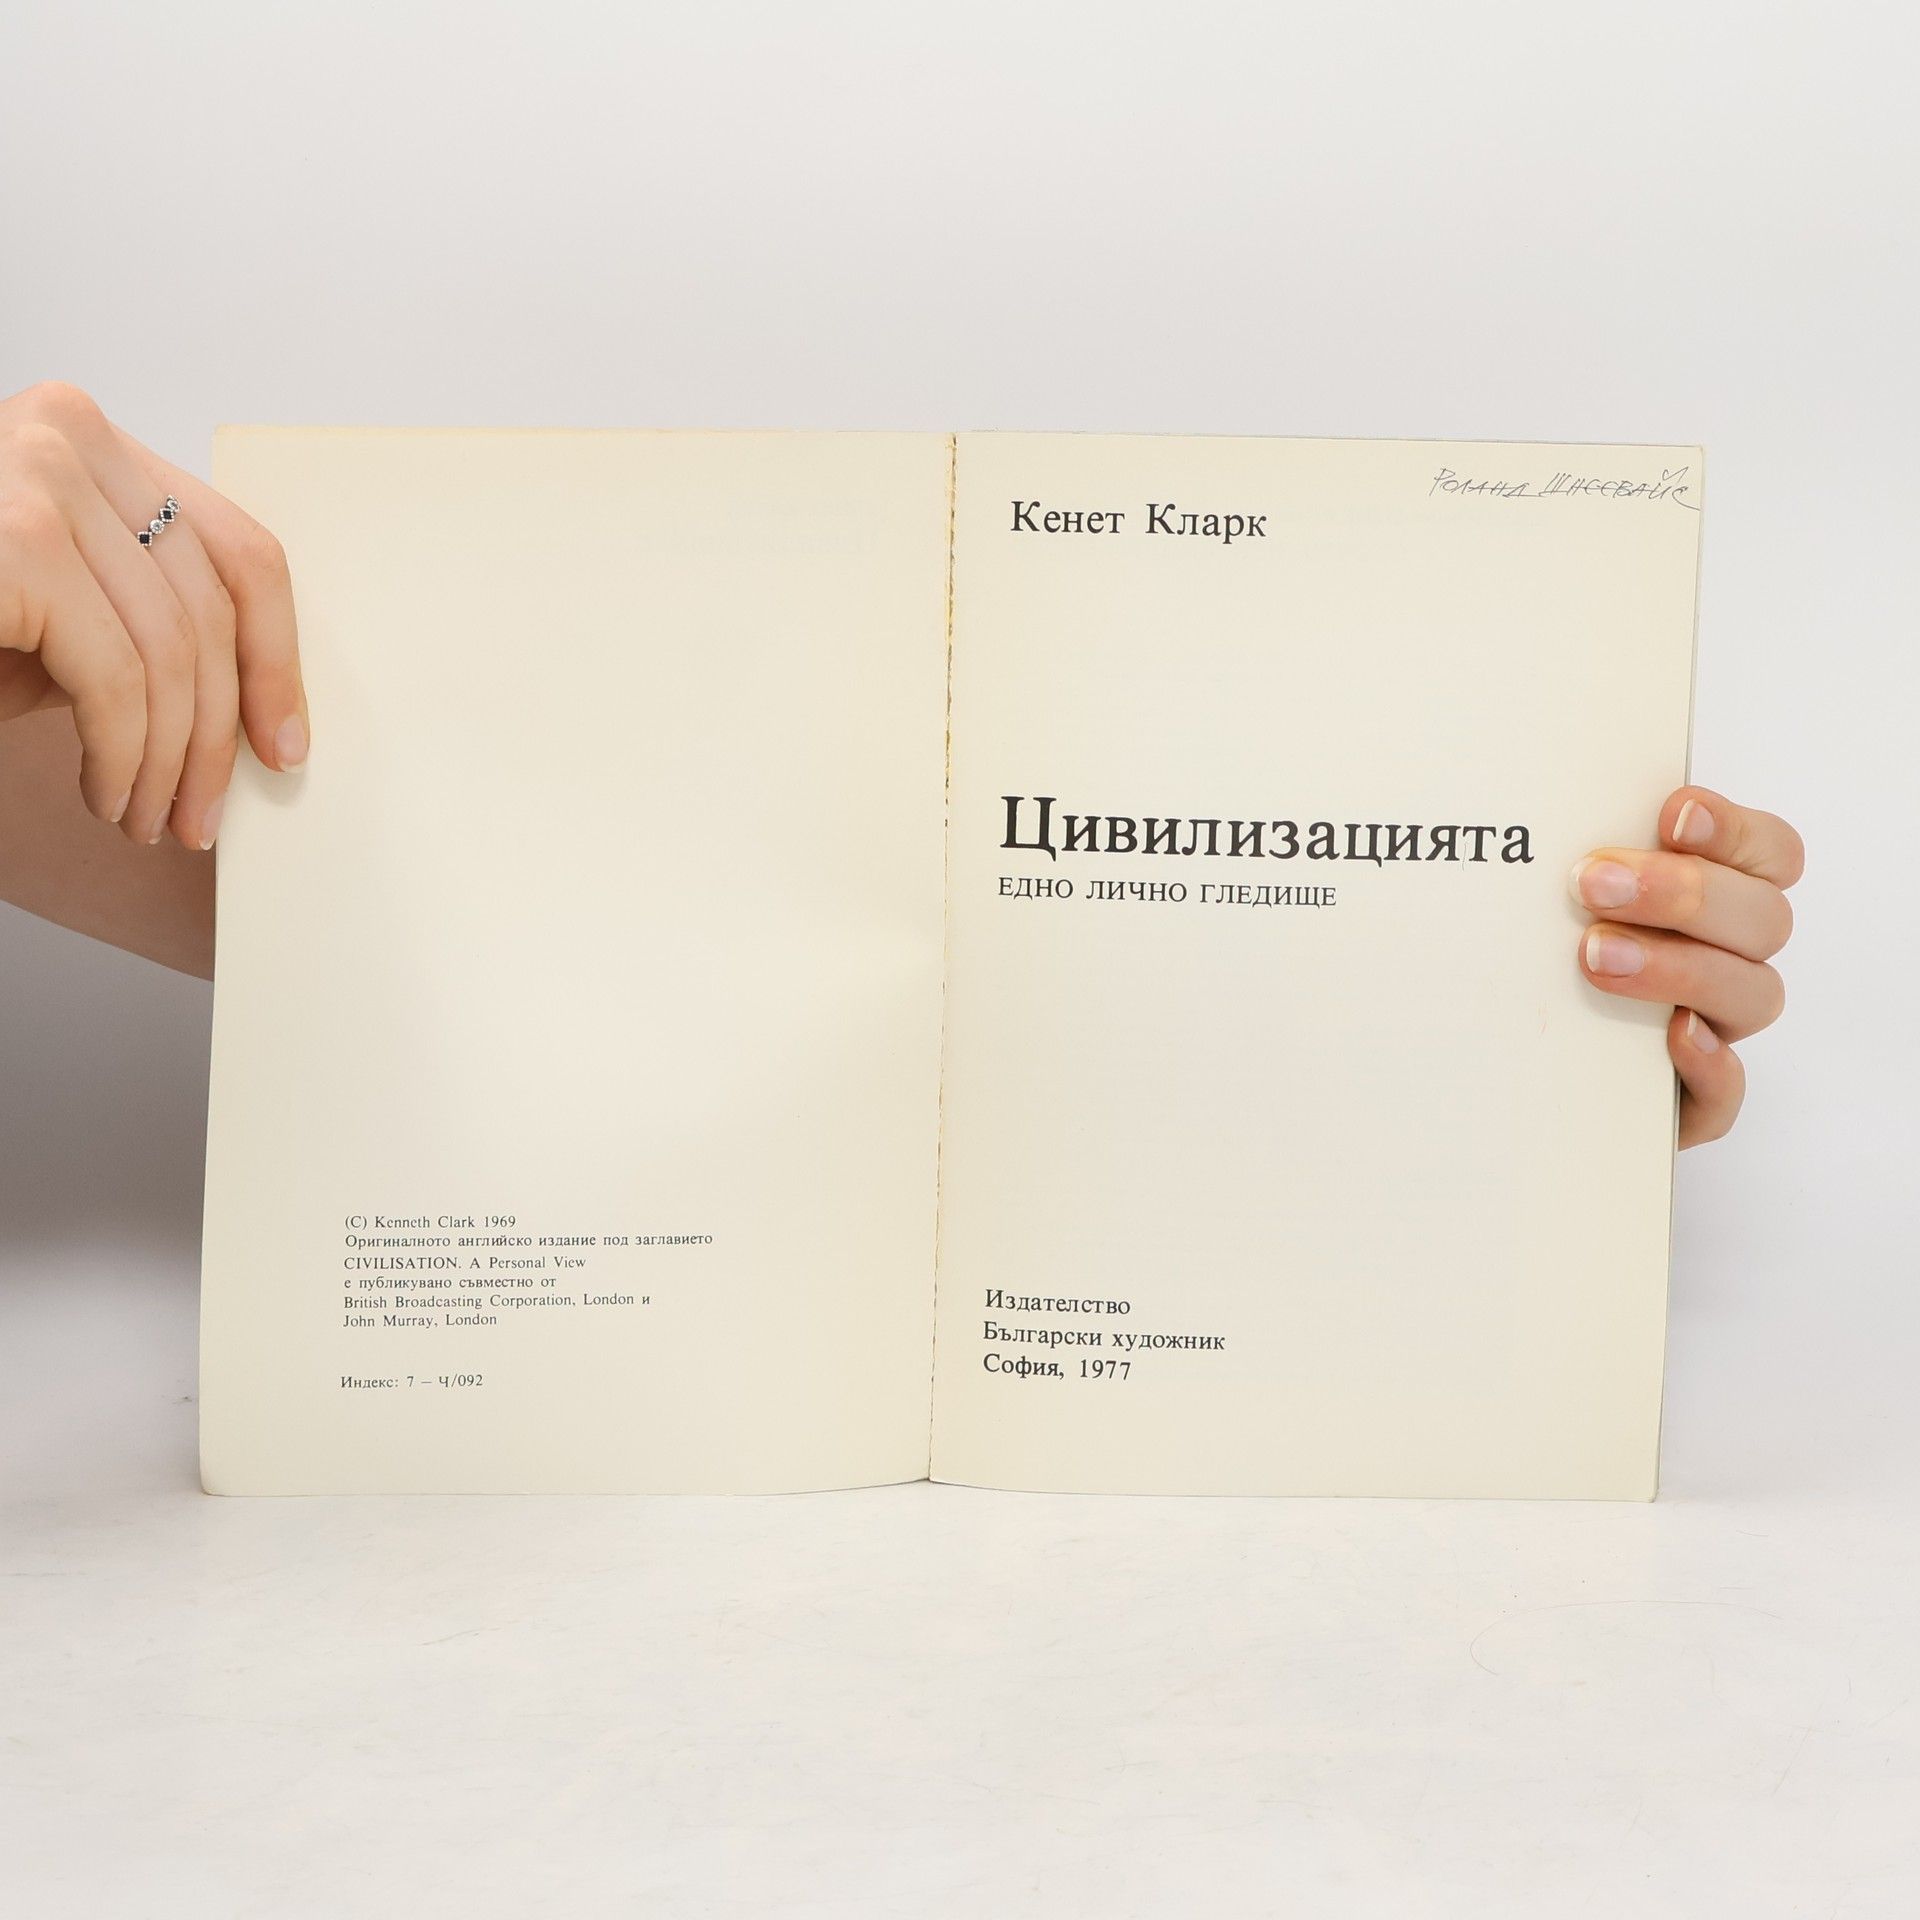 (C) Kenneth Clark 1969
Оригиналното английско издание под заглавието
CIVILISATION. A Personal View
е публикувано съвместно от
British Broadcasting Corporation, London и
John Murray, London
Индекс: 7 — Ч/092
Роланд
Кенет Кларк
Цивилизацията
ЕДНО ЛИЧНО ГЛЕДИЩЕ
Издателство
Български художник
София, 1977